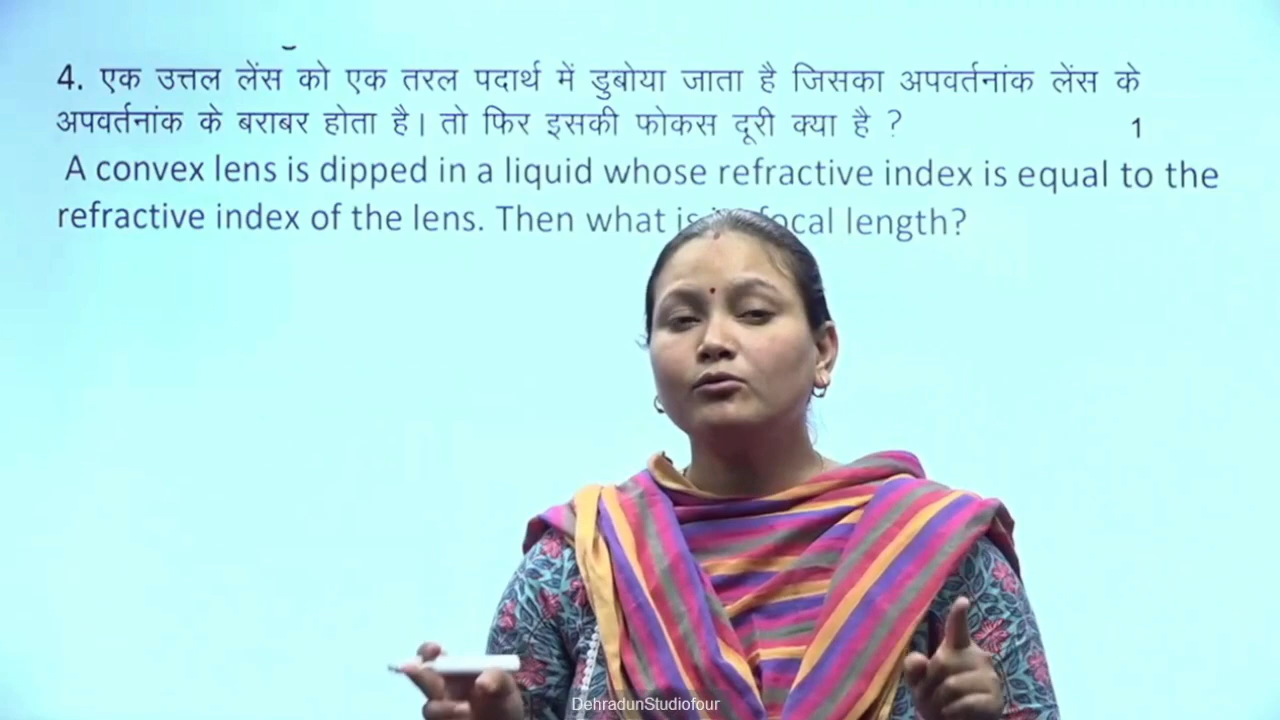 4. एक उत्तल लेंस को एक तरल पदार्थ में डुबोया जाता है जिसका अपवर्तनांक लेंस के
अपवर्तनांक के बराबर होता है। तो फिर इसकी फोकस दूरी क्या है ? 1
A convex lens is dipped in a liquid whose refractive index is equal to the
refractive index of the lens. Then what is focal length?
DehradunStudiofour